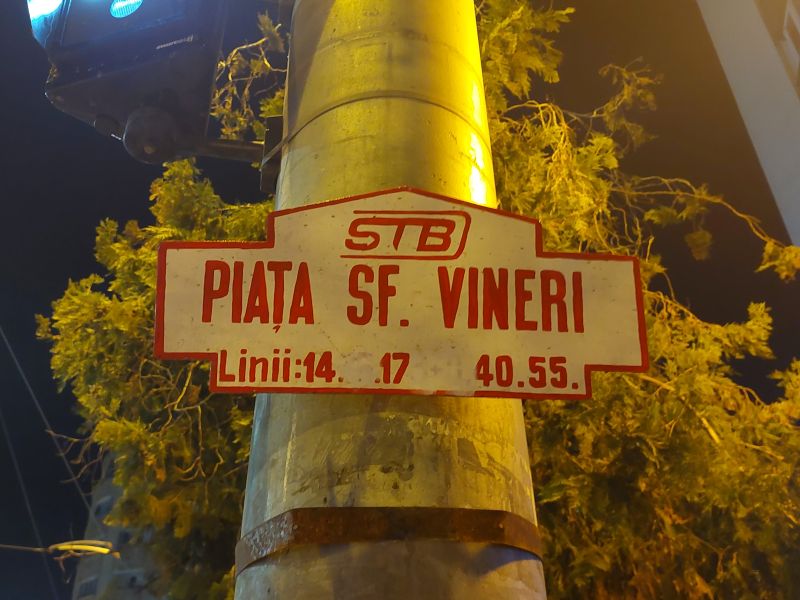 STB
PIAȚA SF. VINERI
Linii:14. .17 40.55.